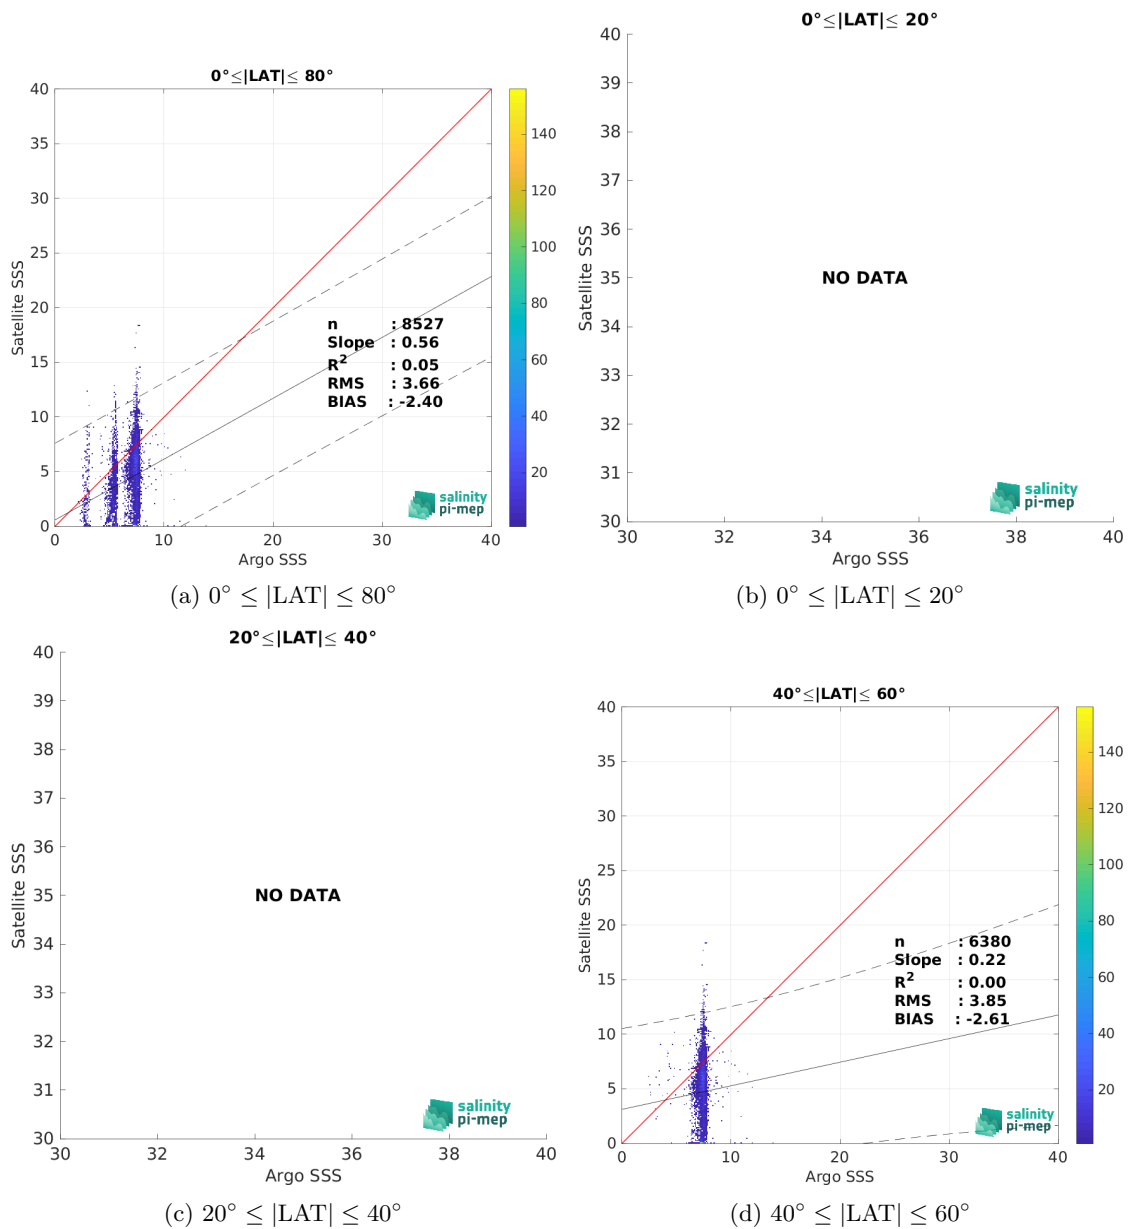 0°≤|LAT|≤ 80°
40
35
30
25
20
15
10
5
0
0
10
20
30
40
Satellite SSS
Argo SSS
n : 8527
Slope : 0.56
R² : 0.05
RMS : 3.66
BIAS : -2.40
140
120
100
80
60
40
20
salinity
pi-mep
(a) 0° ≤ |LAT| ≤ 80°
0°≤|LAT|≤ 20°
40
39
38
37
36
35
34
33
32
31
30
30
32
34
36
38
40
Satellite SSS
Argo SSS
NO DATA
salinity
pi-mep
(b) 0° ≤ |LAT| ≤ 20°
20°≤|LAT|≤ 40°
40
39
38
37
36
35
34
33
32
31
30
30
32
34
36
38
40
Satellite SSS
Argo SSS
NO DATA
salinity
pi-mep
(c) 20° ≤ |LAT| ≤ 40°
40°≤|LAT|≤ 60°
40
35
30
25
20
15
10
5
0
0
10
20
30
40
Satellite SSS
Argo SSS
n : 6380
Slope : 0.22
R² : 0.00
RMS : 3.85
BIAS : -2.61
140
120
100
80
60
40
20
salinity
pi-mep
(d) 40° ≤ |LAT| ≤ 60°